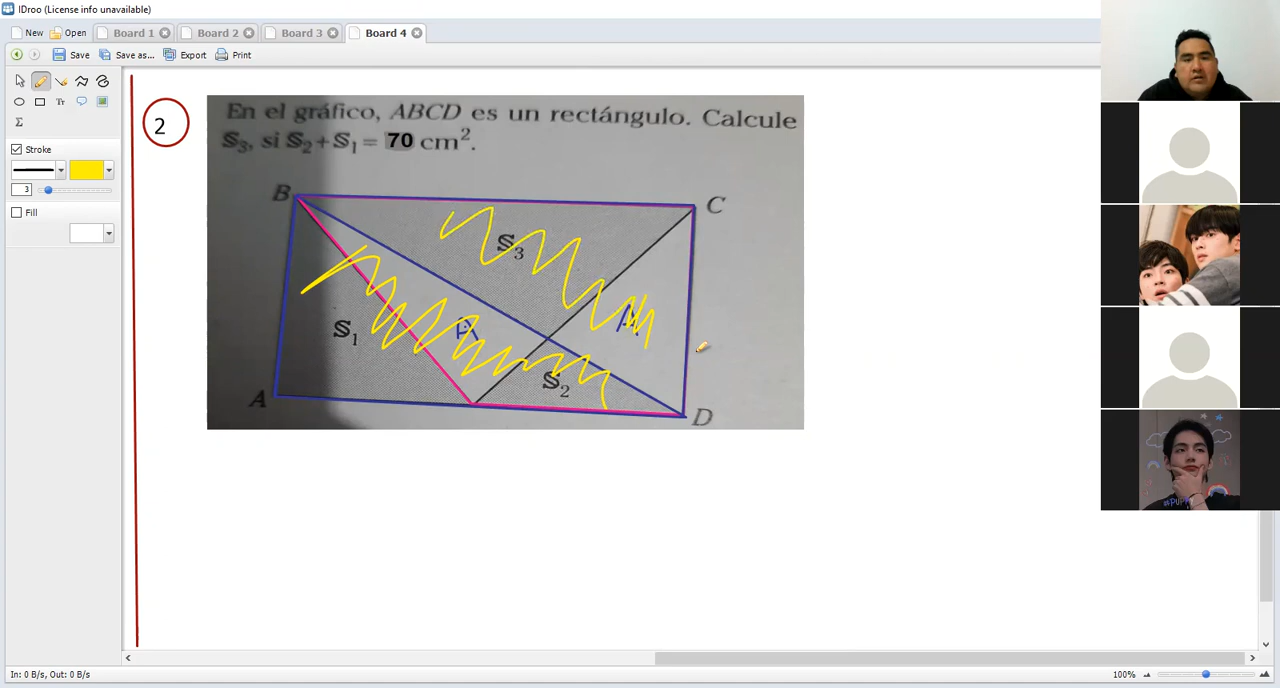 IDroo (License info unavailable)
New Open Board 1 Board 2 Board 3 Board 4
Save Save as... Export Print
Tr
Σ
Stroke
3
Fill
2
En el gráfico, ABCD es un rectángulo. Calcule
S₃, si S₂+S₁= 70 cm².
B
C
S₃
S₁
A
A
S₂
A
D
In: 0 B/s, Out: 0 B/s
100%